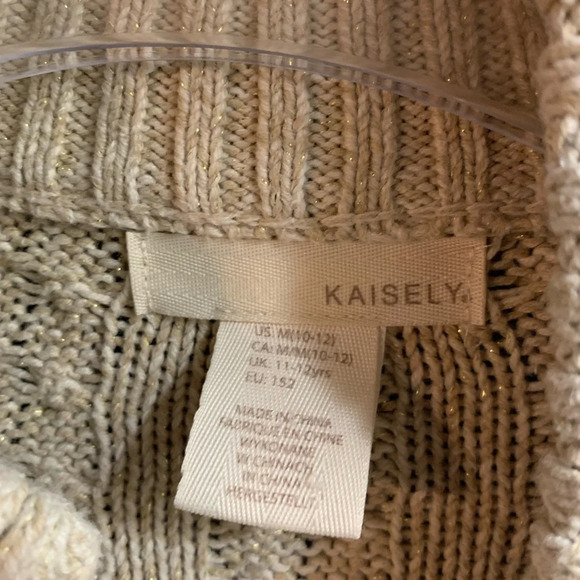 KAISELY
US: M(10-12)
CA: M/M(10-12)
UK: 11-12yrs
EU: 152
MADE IN CHINA
FABRIQUÉ EN CHINE
WYKONANE
W CHINACH
IN CHINA
HERGESTELLT